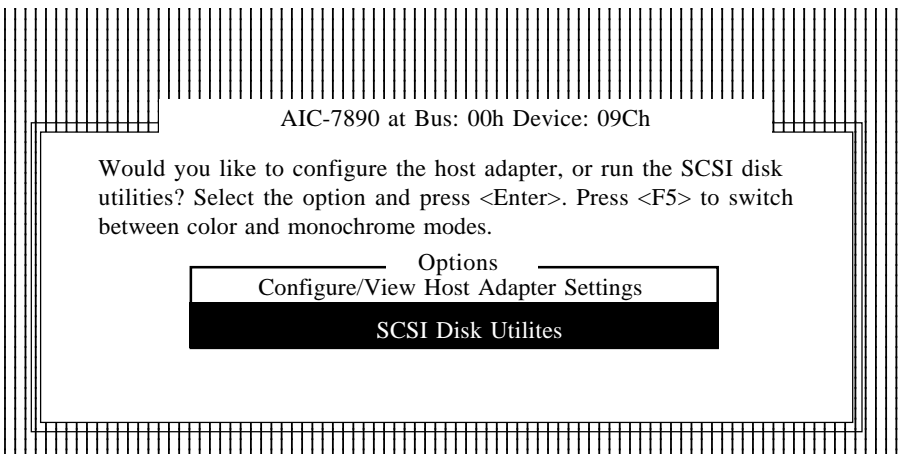 AIC-7890 at Bus: 00h Device: 09Ch
Would you like to configure the host adapter, or run the SCSI disk
utilities? Select the option and press <Enter>. Press <F5> to switch
between color and monochrome modes.
Options
Configure/View Host Adapter Settings
SCSI Disk Utilites